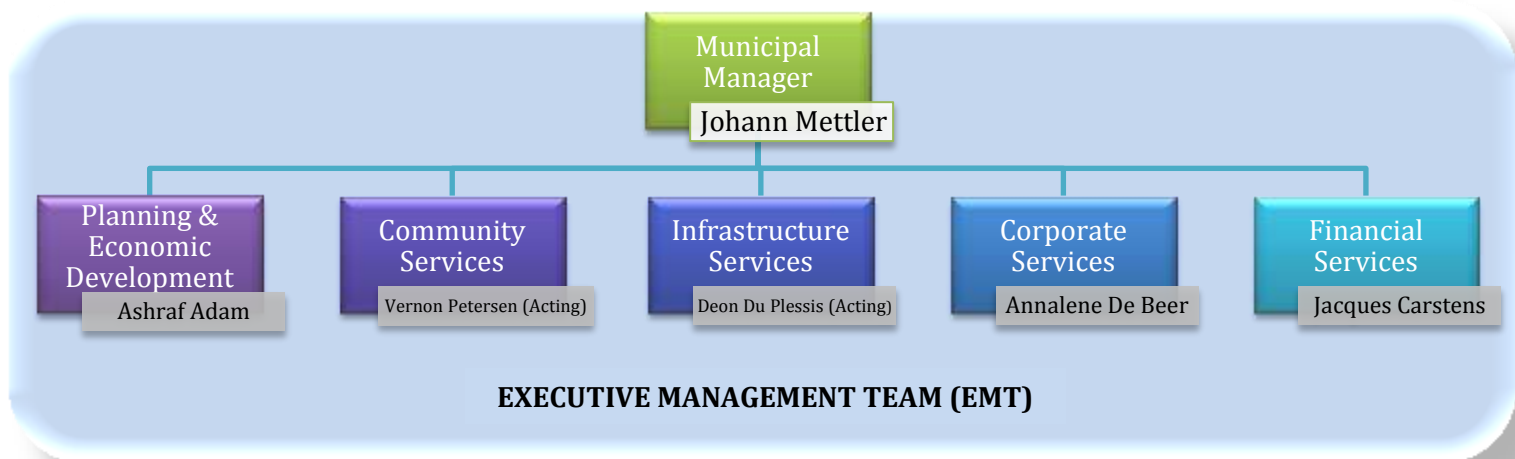 Municipal
Manager
Johann Mettler
Planning &
Economic
Development
Ashraf Adam
Community
Services
Vernon Petersen (Acting)
Infrastructure
Services
Deon Du Plessis (Acting)
Corporate
Services
Annalene De Beer
Financial
Services
Jacques Carstens
EXECUTIVE MANAGEMENT TEAM (EMT)